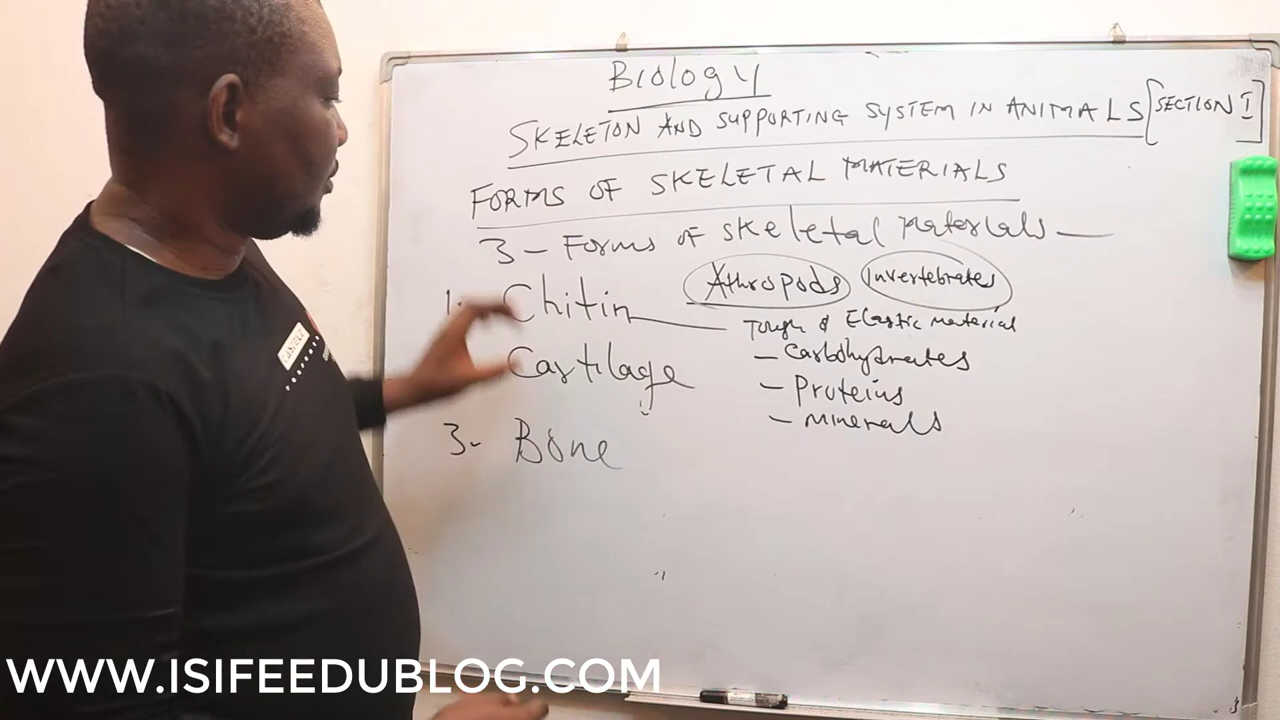 Biology
SKELETON AND SUPPORTING SYSTEM IN ANIMALS [SECTION I]
FORMS OF SKELETAL MATERIALS
3 - Forms of skeletal Materials —
1. Chitin — Athropods Invertebrates
Tough & Elastic Material
Cartilage - Carbohydrates
- Proteins
- Minerals
3- Bone
WWW.ISIFEEDUBLOG.COM